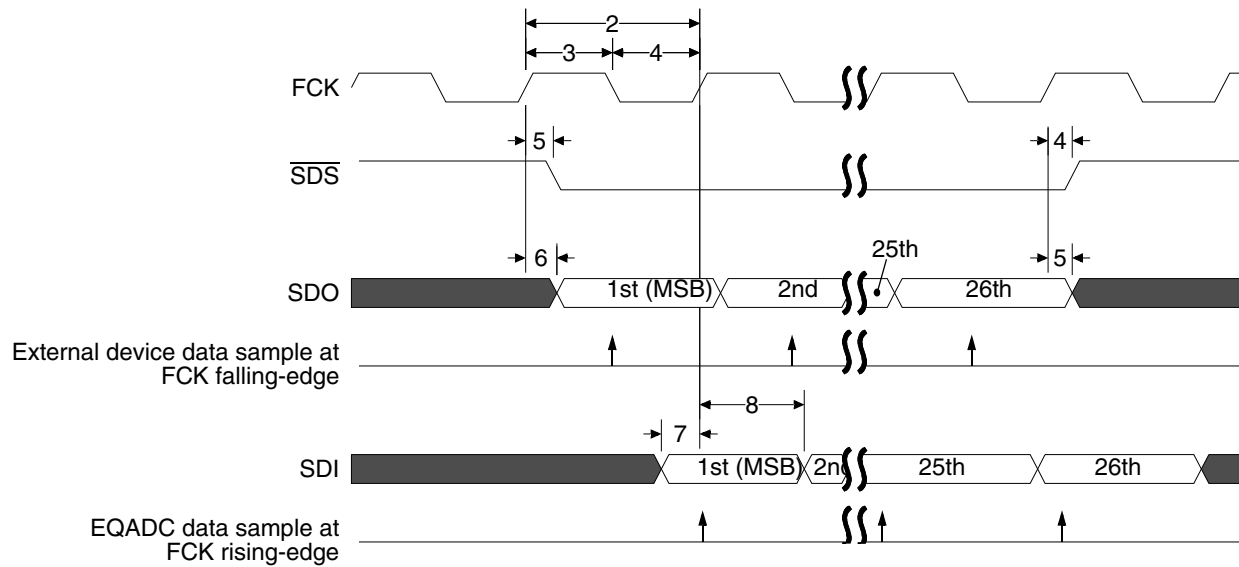 2
3 4
FCK
5 4
SDS
25th
6 5
SDO 1st (MSB) 2nd 26th
External device data sample at
FCK falling-edge
8
7
SDI 1st (MSB) 2nd 25th 26th
EQADC data sample at
FCK rising-edge